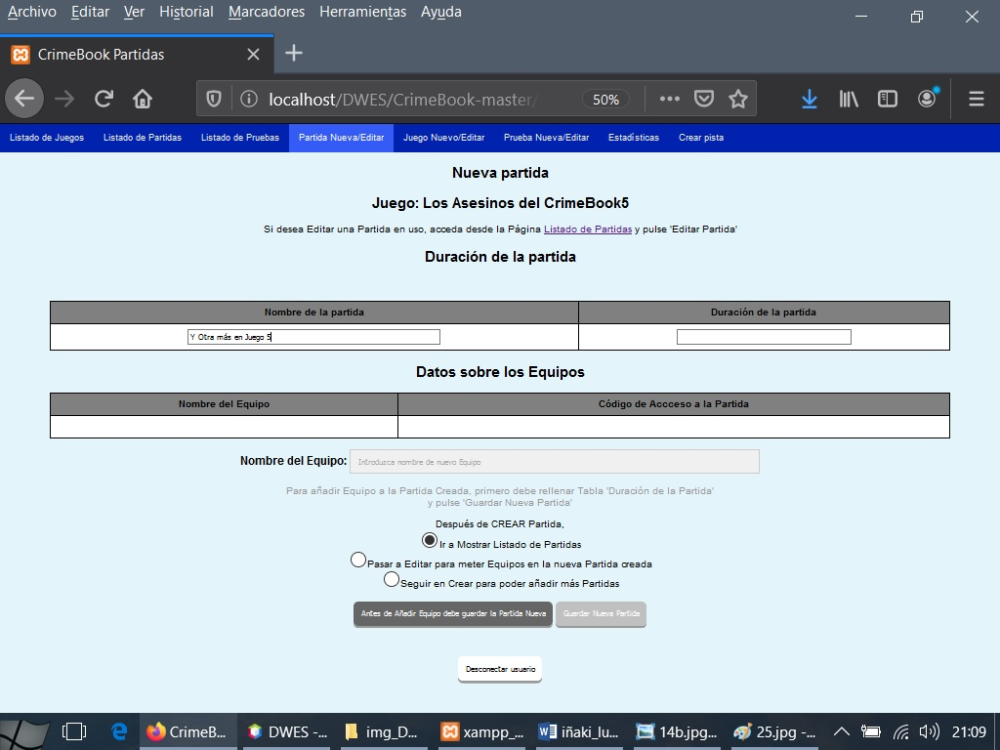 Archivo Editar Ver Historial Marcadores Herramientas Ayuda
CrimeBook Partidas
localhost/DWES/CrimeBook-master/ 50%
Listado de Juegos Listado de Partidas Listado de Pruebas Partida Nueva/Editar Juego Nuevo/Editar Prueba Nueva/Editar Estadísticas Crear pista
Nueva partida
Juego: Los Asesinos del CrimeBook5
Si desea Editar una Partida en uso, acceda desde la Página Listado de Partidas y pulse 'Editar Partida'
Duración de la partida
Nombre de la partida Duración de la partida
Y Otra más en Juego 5
Datos sobre los Equipos
Nombre del Equipo Código de Accceso a la Partida
Nombre del Equipo: Introduzca nombre de nuevo Equipo
Para añadir Equipo a la Partida Creada, primero debe rellenar Tabla 'Duración de la Partida'
y pulse 'Guardar Nueva Partida'
Después de CREAR Partida,
Ir a Mostrar Listado de Partidas
Pasar a Editar para meter Equipos en la nueva Partida creada
Seguir en Crear para poder añadir más Partidas
Antes de Añadir Equipo debe guardar la Partida Nueva Guardar Nueva Partida
Desconectar usuario
CrimeB... DWES -... img_D... xampp_... iñaki_lu... 14b.jpg... 25.jpg -... 21:09